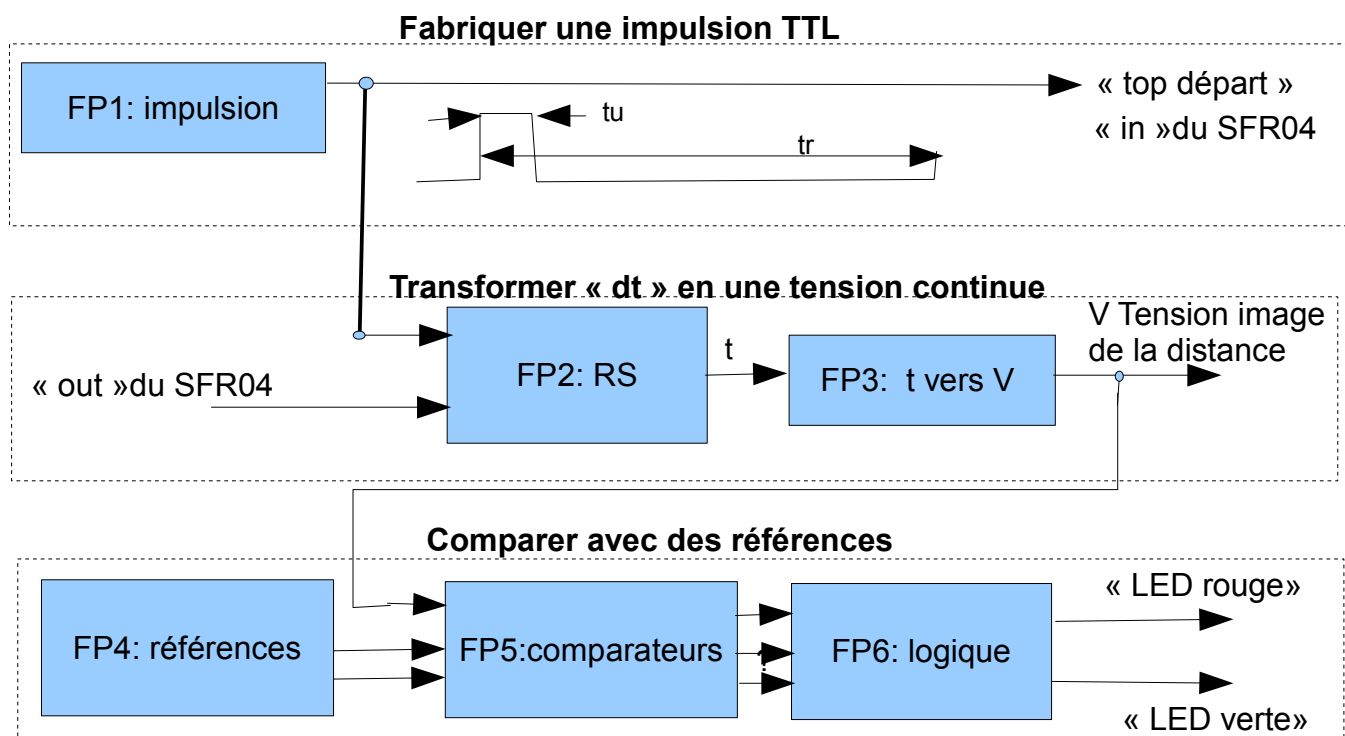 Fabriquer une impulsion TTL
FP1: impulsion
« top départ »
« in »du SFR04
tu
tr
Transformer « dt » en une tension continue
V Tension image
de la distance
« out »du SFR04
FP2: RS
t
FP3: t vers V
Comparer avec des références
FP4: références
FP5:comparateurs
FP6: logique
« LED rouge»
« LED verte»